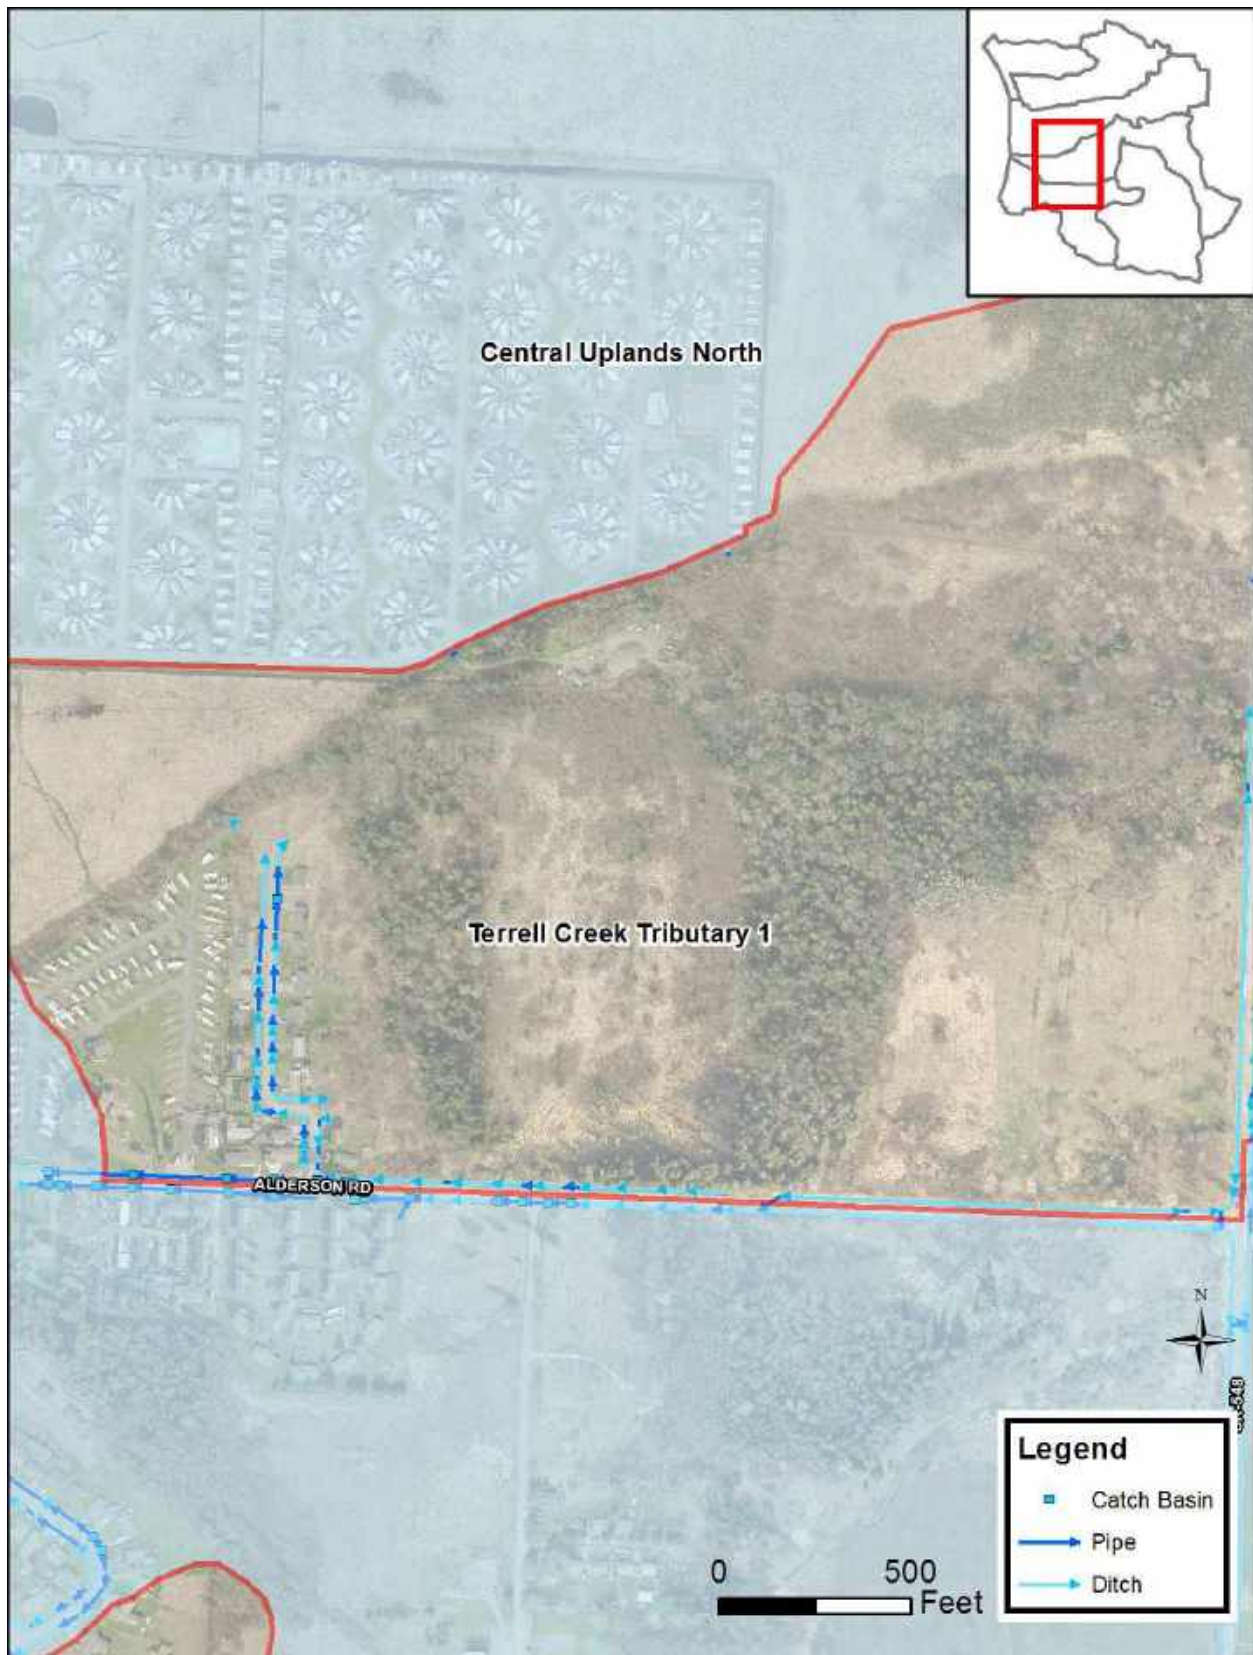 Central Uplands North
Terrell Creek Tributary 1
ALDERSON RD
N
Legend
Catch Basin
Pipe
Ditch
0 500
Feet